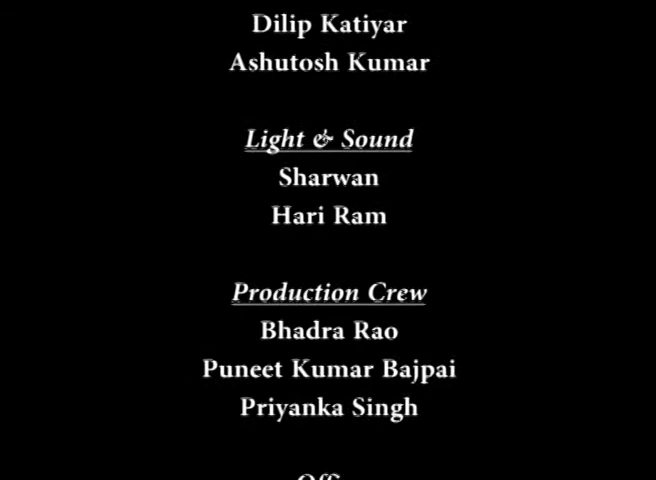 Dilip Katiyar
Ashutosh Kumar
Light & Sound
Sharwan
Hari Ram
Production Crew
Bhadra Rao
Puneet Kumar Bajpai
Priyanka Singh